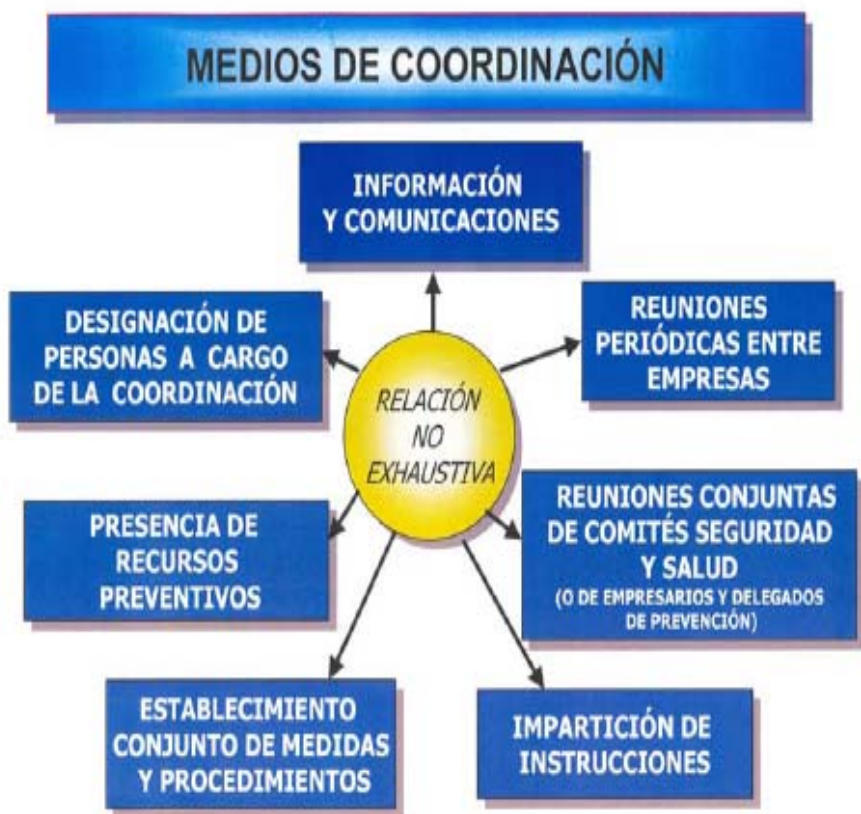 MEDIOS DE COORDINACIÓN
INFORMACIÓN
Y COMUNICACIONES
DESIGNACIÓN DE
PERSONAS A CARGO
DE LA COORDINACIÓN
REUNIONES
PERIÓDICAS ENTRE
EMPRESAS
RELACIÓN
NO
EXHAUSTIVA
PRESENCIA DE
RECURSOS
PREVENTIVOS
REUNIONES CONJUNTAS
DE COMITÉS SEGURIDAD
Y SALUD
(O DE EMPRESARIOS Y DELEGADOS
DE PREVENCIÓN)
ESTABLECIMIENTO
CONJUNTO DE MEDIDAS
Y PROCEDIMIENTOS
IMPARTICIÓN DE
INSTRUCCIONES